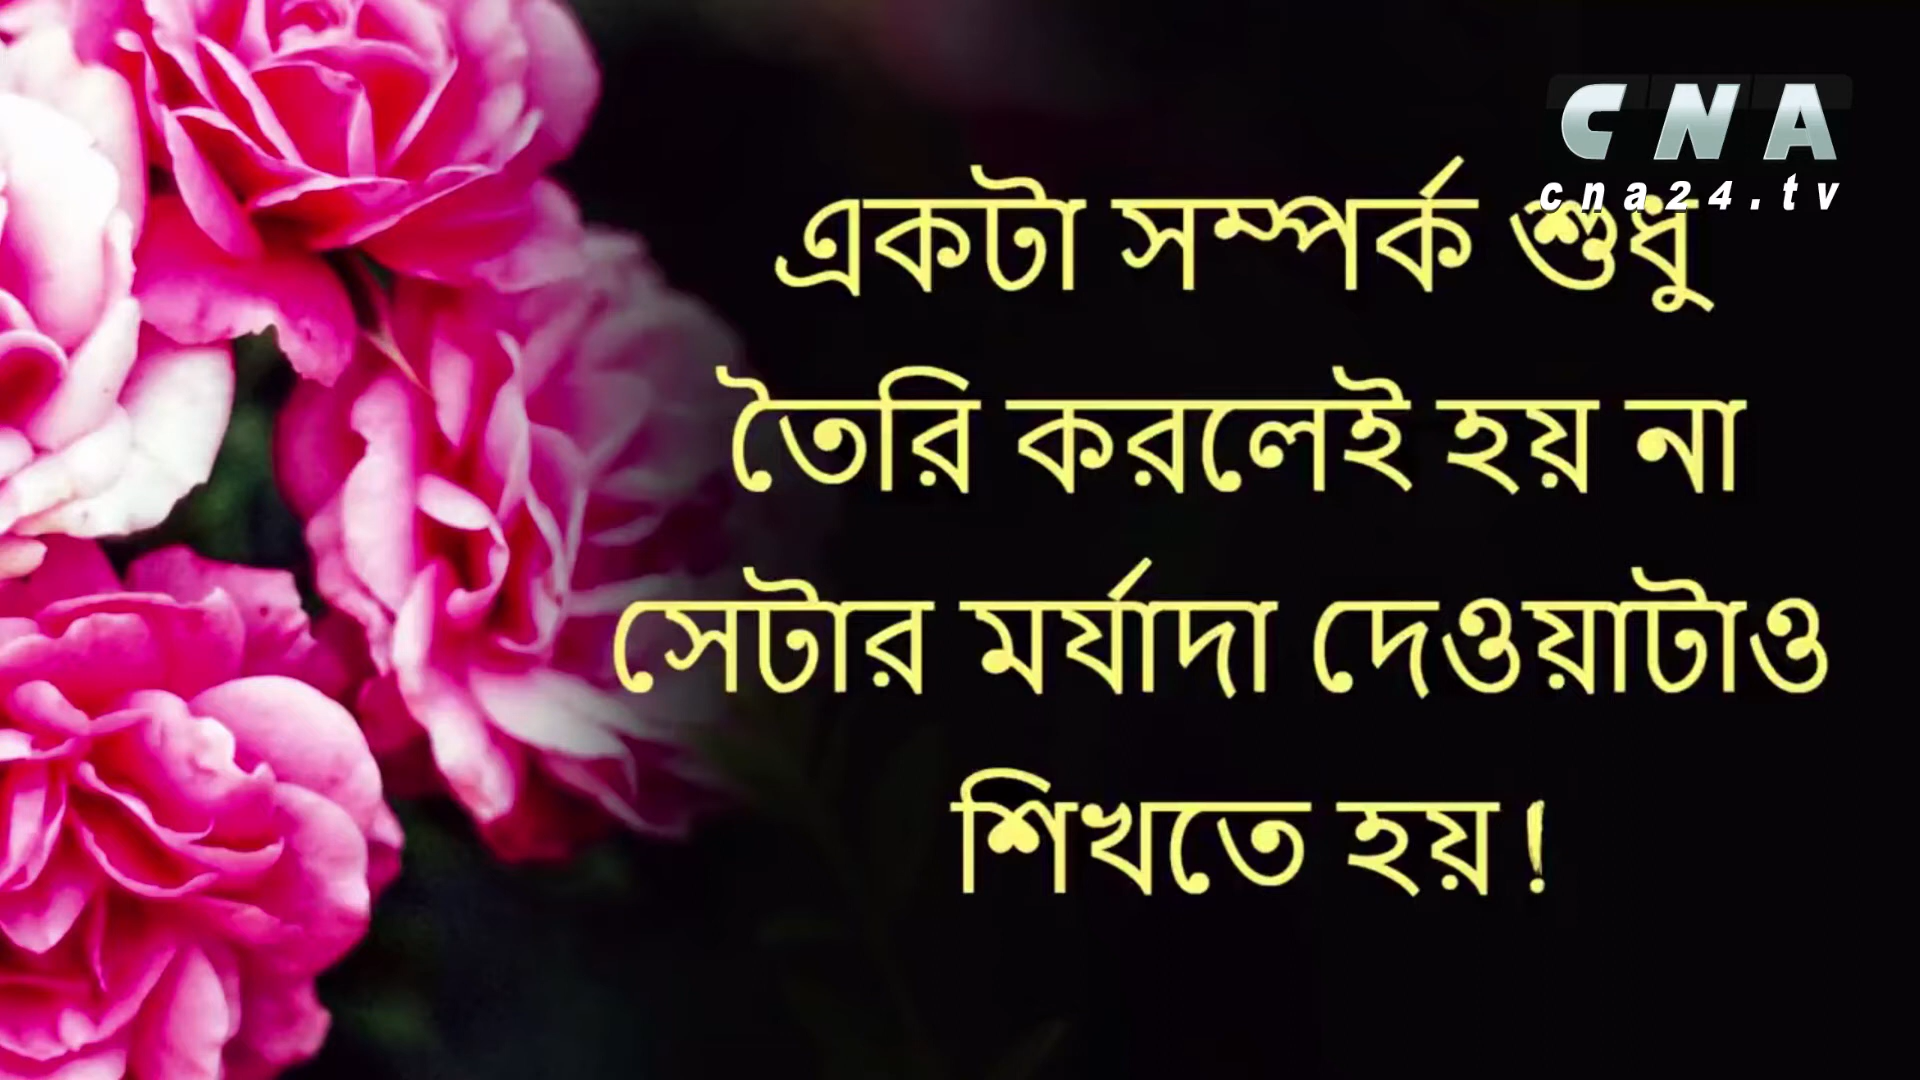 CNA
cna24.tv
একটা সম্পর্ক শুধু
তৈরি করলেই হয় না
সেটার মর্যাদা দেওয়াটাও
শিখতে হয়!